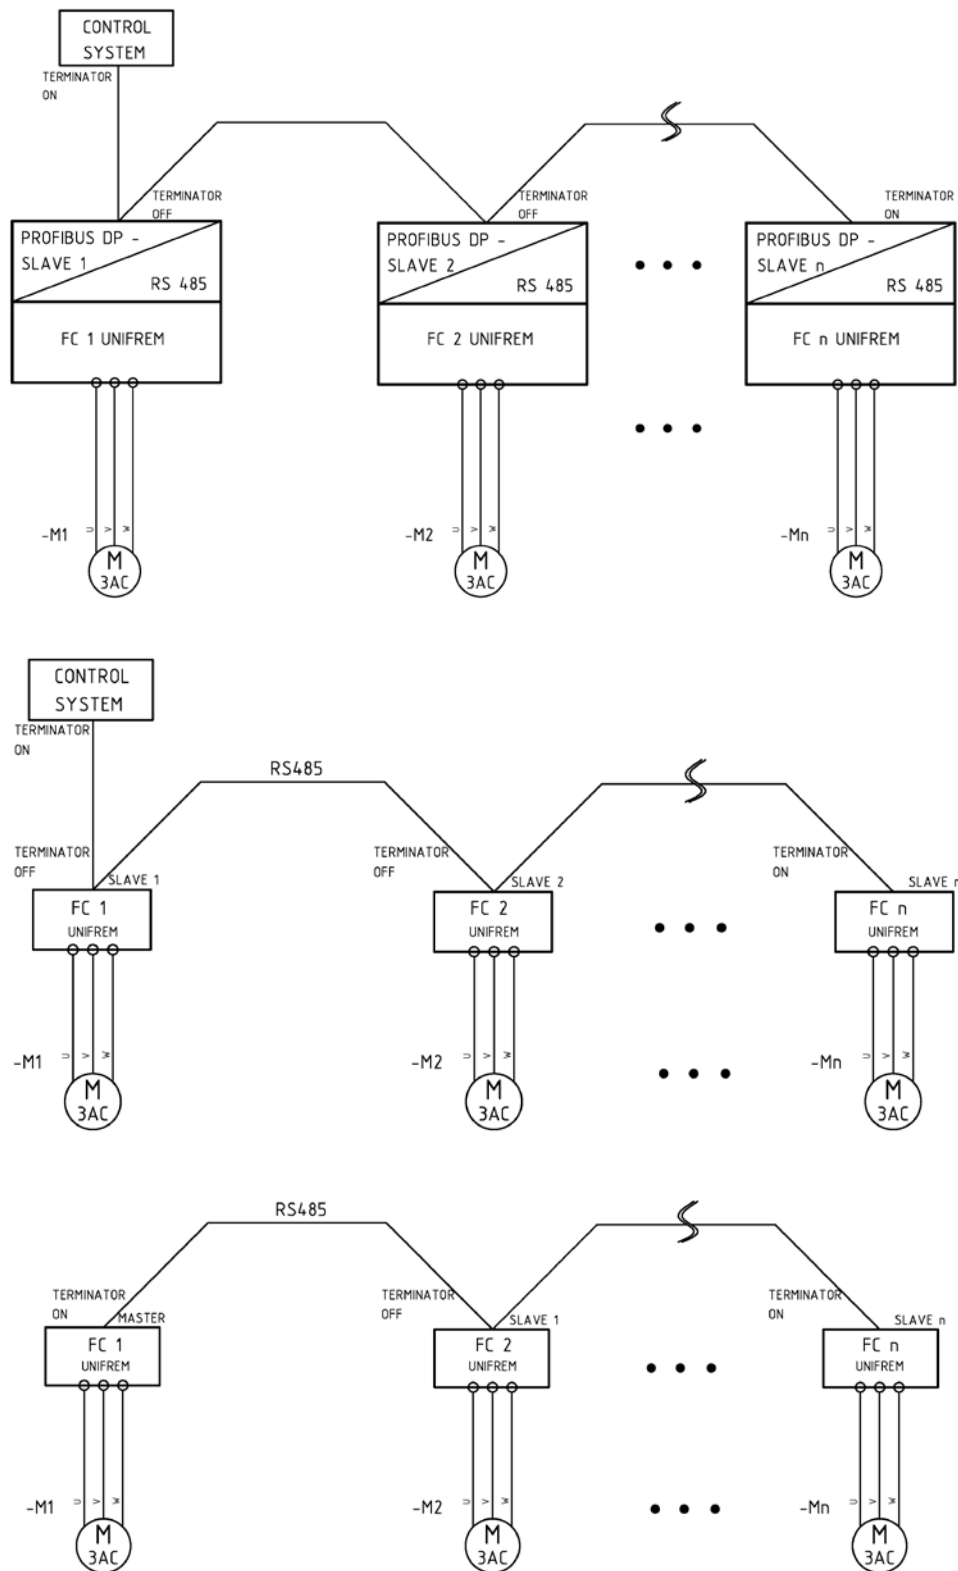 CONTROL
SYSTEM
TERMINATOR
ON
TERMINATOR
OFF
TERMINATOR
OFF
TERMINATOR
ON
PROFIBUS DP -
SLAVE 1
RS 485
PROFIBUS DP -
SLAVE 2
RS 485
PROFIBUS DP -
SLAVE n
RS 485
FC 1 UNIFREM
FC 2 UNIFREM
FC n UNIFREM
-M1
U
V
W
M
3AC
-M2
U
V
W
M
3AC
-Mn
U
V
W
M
3AC
CONTROL
SYSTEM
TERMINATOR
ON
RS485
TERMINATOR
OFF
SLAVE 1
TERMINATOR
OFF
SLAVE 2
TERMINATOR
ON
SLAVE n
FC 1
UNIFREM
FC 2
UNIFREM
FC n
UNIFREM
-M1
U
V
W
M
3AC
-M2
U
V
W
M
3AC
-Mn
U
V
W
M
3AC
RS485
TERMINATOR
ON
MASTER
TERMINATOR
OFF
SLAVE 1
TERMINATOR
ON
SLAVE n
FC 1
UNIFREM
FC 2
UNIFREM
FC n
UNIFREM
-M1
U
V
W
M
3AC
-M2
U
V
W
M
3AC
-Mn
U
V
W
M
3AC